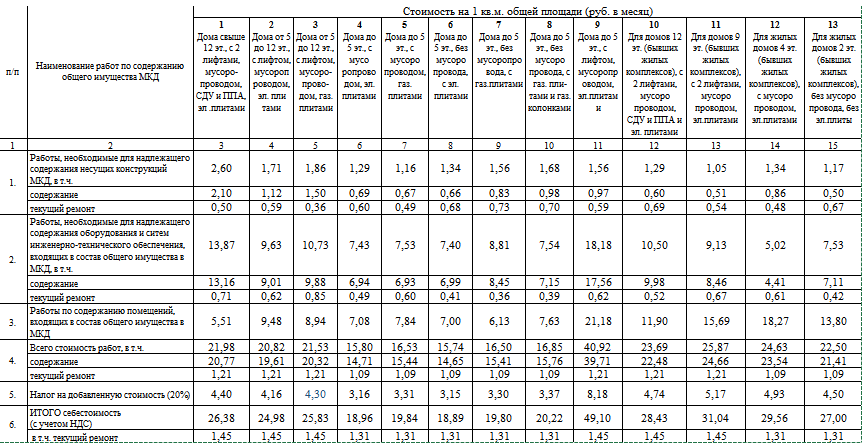 Стоимость на 1 кв.м. общей площади (руб. в месяц)
п/п
Наименование работ по содержанию
общего имущества МКД
1
Дома свыше
12 эт., с 2
лифтами,
мусоро-
проводом,
СДУ и ППА,
эл .плитами
2
Дома от 5
до 12 эт.,
с лифтом,
мусороп
роводом,
эл. пли
тами
3
Дома от 5
до 12 эт.,
с лифтом,
мусоро-
прово-
дом, газ.
плитами
4
Дома до
5 эт., с
мусо
ропрово
дом, эл.
плитами
5
Дома до 5
эт., с
мусоро
проводом,
газ.
плитами
6
Дома до
5 эт., без
мусоро
провода,
с эл.
плитами
7
Дома до 5
эт., без
мусоропро
вода, с
газ.плитами
8
Дома до 5
эт., без
мусоро
провода, с
газ. пли-
тами и газ.
колонками
9
Дома до 5
эт., с
лифтом,
мусоропр
оводом,
эл.плитам
и
10
Для домов 12
эт. (бывших
жилых
комплексов), с
2 лифтами,
мусоро
проводом,
СДУ и ППА и
эл. плитами
11
Для домов 9
эт. (бывших
жилых
комплексов),
с 2 лифтами,
мусоро
проводом,
эл.плитами
12
Для жилых
домов 4 эт.
(бывших
жилых
комплексов),
с мусоро
проводом,
эл.плитами
13
Для жилых
домов 2 эт.
(бывших
жилых
комплексов),
без мусоро
провода, без
эл.плиты
1 2 3 4 5 6 7 8 9 10 11 12 13 14 15
1.
Работы, необходимые для надлежащего
содержания несущих конструкций
МКД, в т.ч.
2,60 1,71 1,86 1,29 1,16 1,34 1,56 1,68 1,56 1,29 1,05 1,34 1,17
содержание 2,10 1,12 1,50 0,69 0,67 0,66 0,83 0,98 0,97 0,60 0,51 0,86 0,50
текущий ремонт 0,50 0,59 0,36 0,60 0,49 0,68 0,73 0,70 0,59 0,69 0,54 0,48 0,67
2.
Работы, необходимые для надлежащего
содержания оборудования и ситем
инженерно-технического обеспечения,
входящих в состав общего имущества в
МКД, в т.ч.
13,87 9,63 10,73 7,43 7,53 7,40 8,81 7,54 18,18 10,50 9,13 5,02 7,53
содержание 13,16 9,01 9,88 6,94 6,93 6,99 8,45 7,15 17,56 9,98 8,46 4,41 7,11
текущий ремонт 0,71 0,62 0,85 0,49 0,60 0,41 0,36 0,39 0,62 0,52 0,67 0,61 0,42
3.
Работы по содержанию помещений,
входящих в состав общего имущества в
МКД
5,51 9,48 8,94 7,08 7,84 7,00 6,13 7,63 21,18 11,90 15,69 18,27 13,80
4.
Всего стоимость работ, в т.ч. 21,98 20,82 21,53 15,80 16,53 15,74 16,50 16,85 40,92 23,69 25,87 24,63 22,50
содержание 20,77 19,61 20,32 14,71 15,44 14,65 15,41 15,76 39,71 22,48 24,66 23,54 21,41
текущий ремонт 1,21 1,21 1,21 1,09 1,09 1,09 1,09 1,09 1,21 1,21 1,21 1,09 1,09
5. Налог на добавленную стоимость (20%) 4,40 4,16 4,30 3,16 3,31 3,15 3,30 3,37 8,18 4,74 5,17 4,93 4,50
6.
ИТОГО себестоимость
(с учетом НДС)
26,38 24,98 25,83 18,96 19,84 18,89 19,80 20,22 49,10 28,43 31,04 29,56 27,00
в т.ч. текущий ремонт 1,45 1,45 1,45 1,31 1,31 1,31 1,31 1,31 1,45 1,45 1,45 1,31 1,31